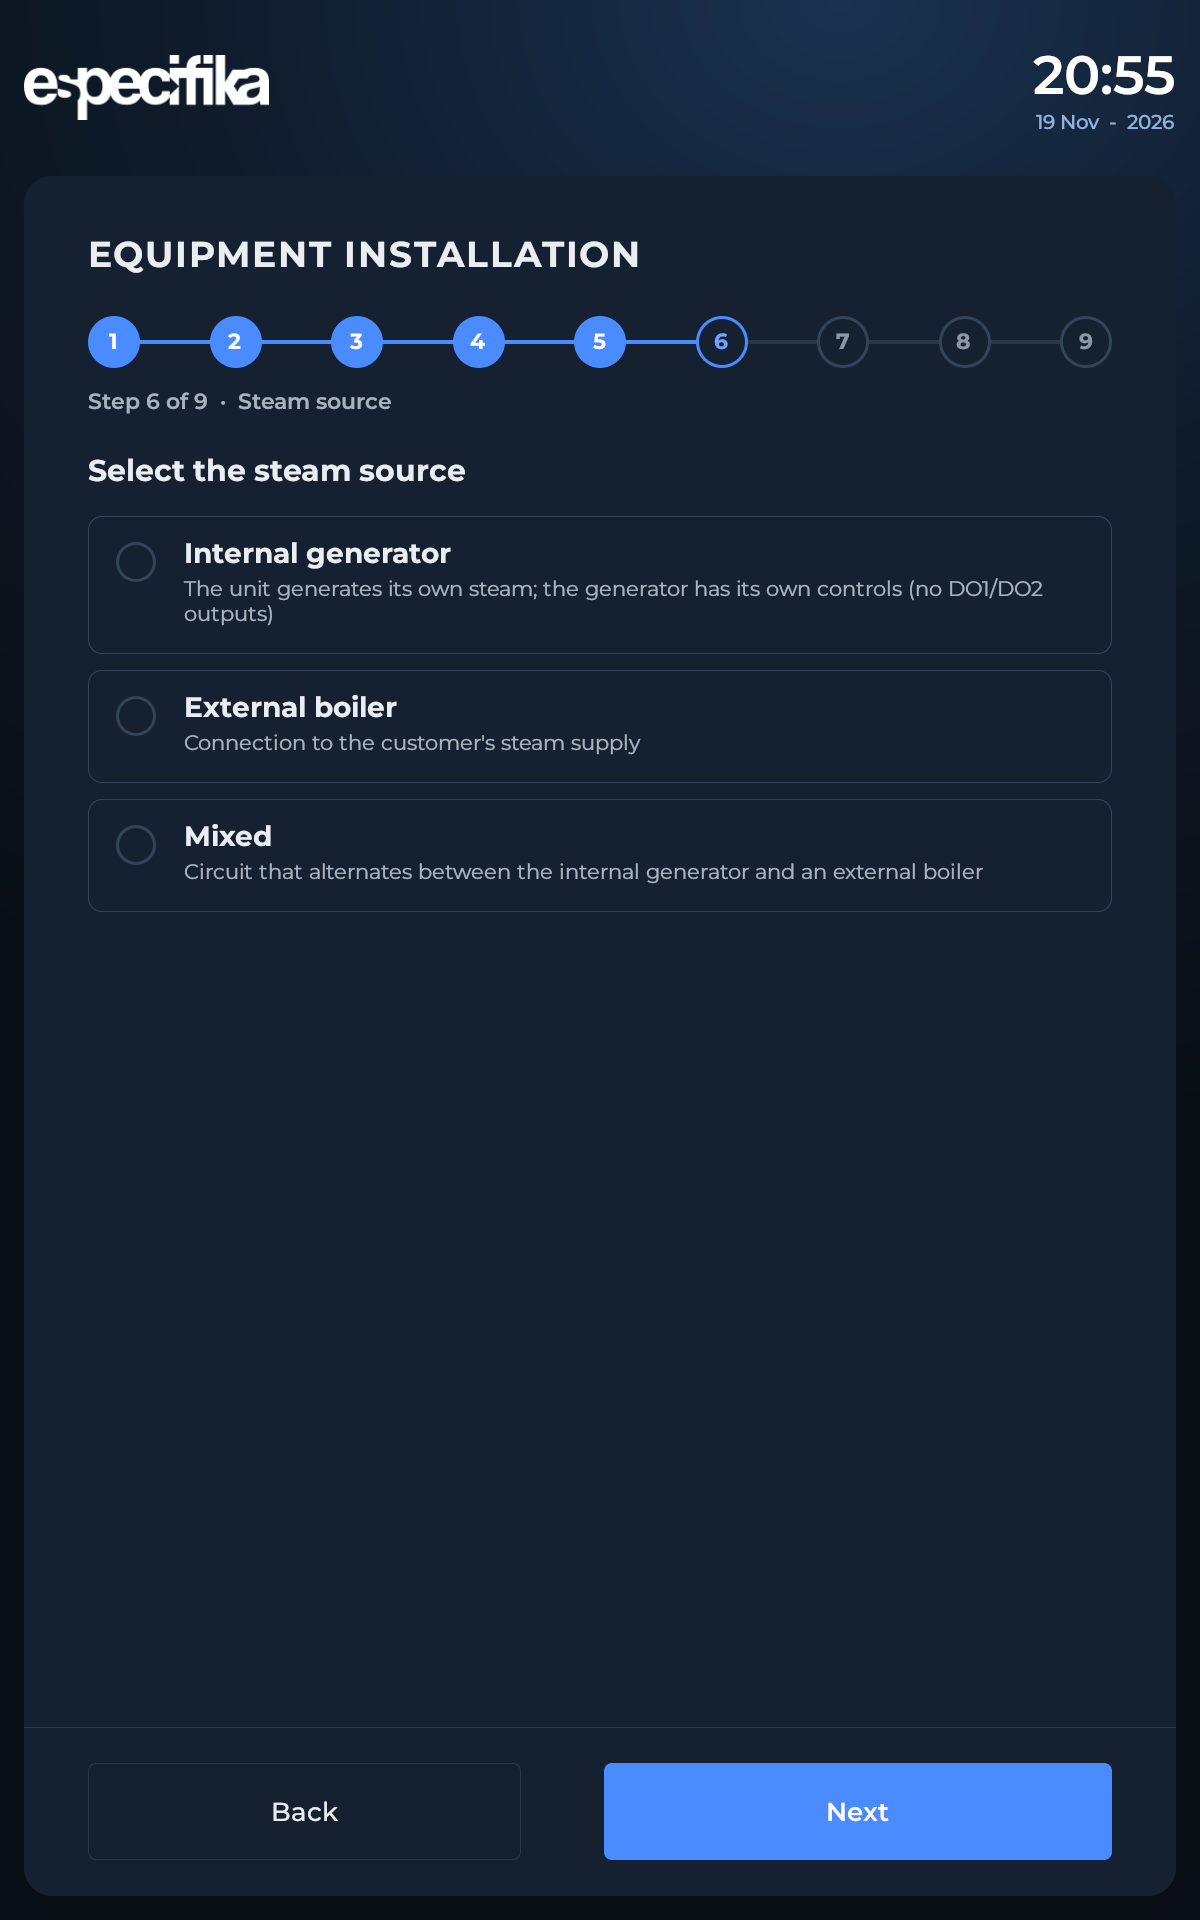 especifika
20:55
19 Nov - 2026
EQUIPMENT INSTALLATION
1 2 3 4 5 6 7 8 9
Step 6 of 9 · Steam source
Select the steam source
Internal generator
The unit generates its own steam; the generator has its own controls (no DO1/DO2
outputs)
External boiler
Connection to the customer's steam supply
Mixed
Circuit that alternates between the internal generator and an external boiler
Back
Next